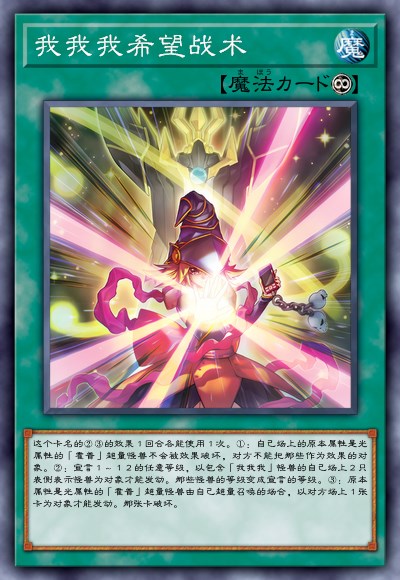 我我我希望战术
魔
【魔法カード】
まほう
这个卡名的②③的效果1回合各能使用1次。①：自己场上的原本属性是光
属性的「霍普」超量怪兽不会被效果破坏，对方不能把那些作为效果的对
象。②：宣言1～12的任意等级，以包含「我我我」怪兽的自己场上2只
表侧表示怪兽为对象才能发动。那些怪兽的等级变成宣言的等级。③：原本
属性是光属性的「霍普」超量怪兽由自己超量召唤的场合，以对方场上1张
卡为对象才能发动。那张卡破坏。